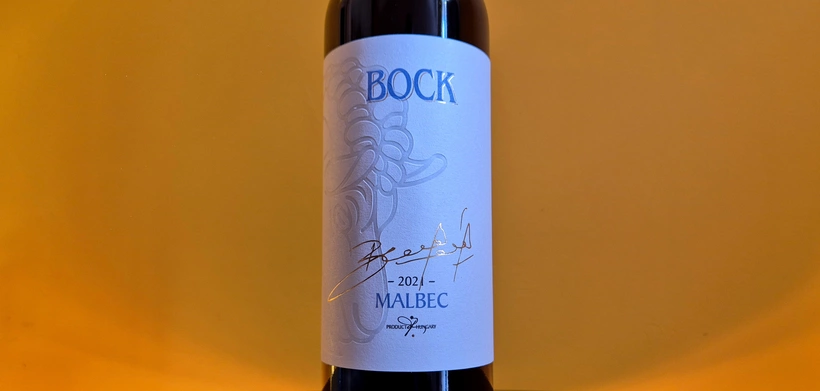 BOCK
– 2021 –
MALBEC
PRODUCT OF HUNGARY